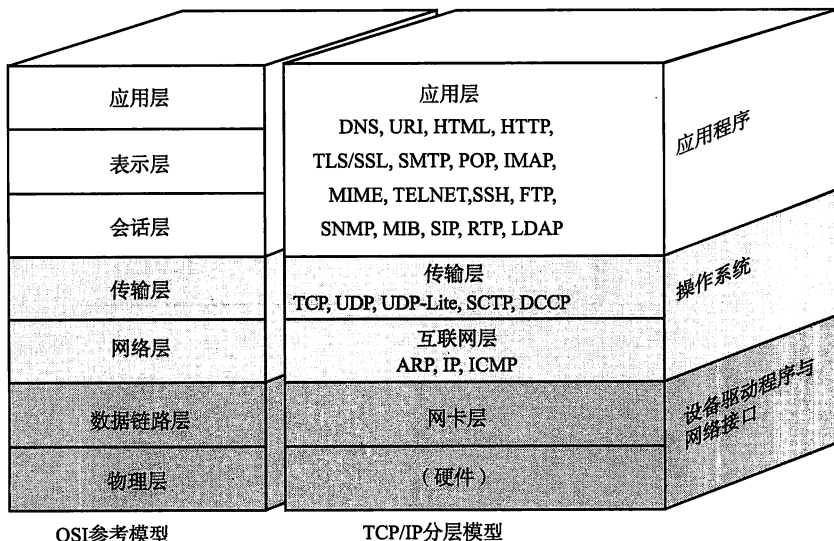 应用层
表示层
会话层
传输层
网络层
数据链路层
物理层
OSI参考模型
应用层
DNS, URI, HTML, HTTP,
TLS/SSL, SMTP, POP, IMAP,
MIME, TELNET,SSH, FTP,
SNMP, MIB, SIP, RTP, LDAP
传输层
TCP, UDP, UDP-Lite, SCTP, DCCP
互联网层
ARP, IP, ICMP
网卡层
（硬件）
TCP/IP分层模型
应用程序
操作系统
设备驱动程序与
网络接口